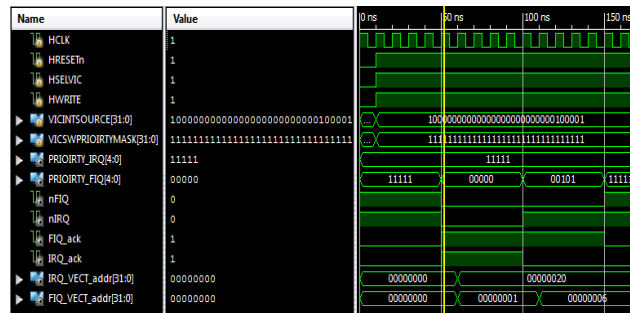 Name Value 0 ns 50 ns 100 ns 150 ns
HCLK 1
HRESETn 1
HSELVIC 1
HWRITE 1
VICINTSOURCE[31:0] 10000000000000000000000000100001 ... 10000000000000000000000000100001
VICSWPRIOIRTYMASK[31:0] 11111111111111111111111111111111 ... 11111111111111111111111111111111
PRIOIRTY_IRQ[4:0] 11111 11111
PRIOIRTY_FIQ[4:0] 00000 11111 00000 00101 11111
nFIQ 0
nIRQ 0
FIQ_ack 1
IRQ_ack 1
IRQ_VECT_addr[31:0] 00000000 00000000 00000020
FIQ_VECT_addr[31:0] 00000000 00000000 00000001 00000006